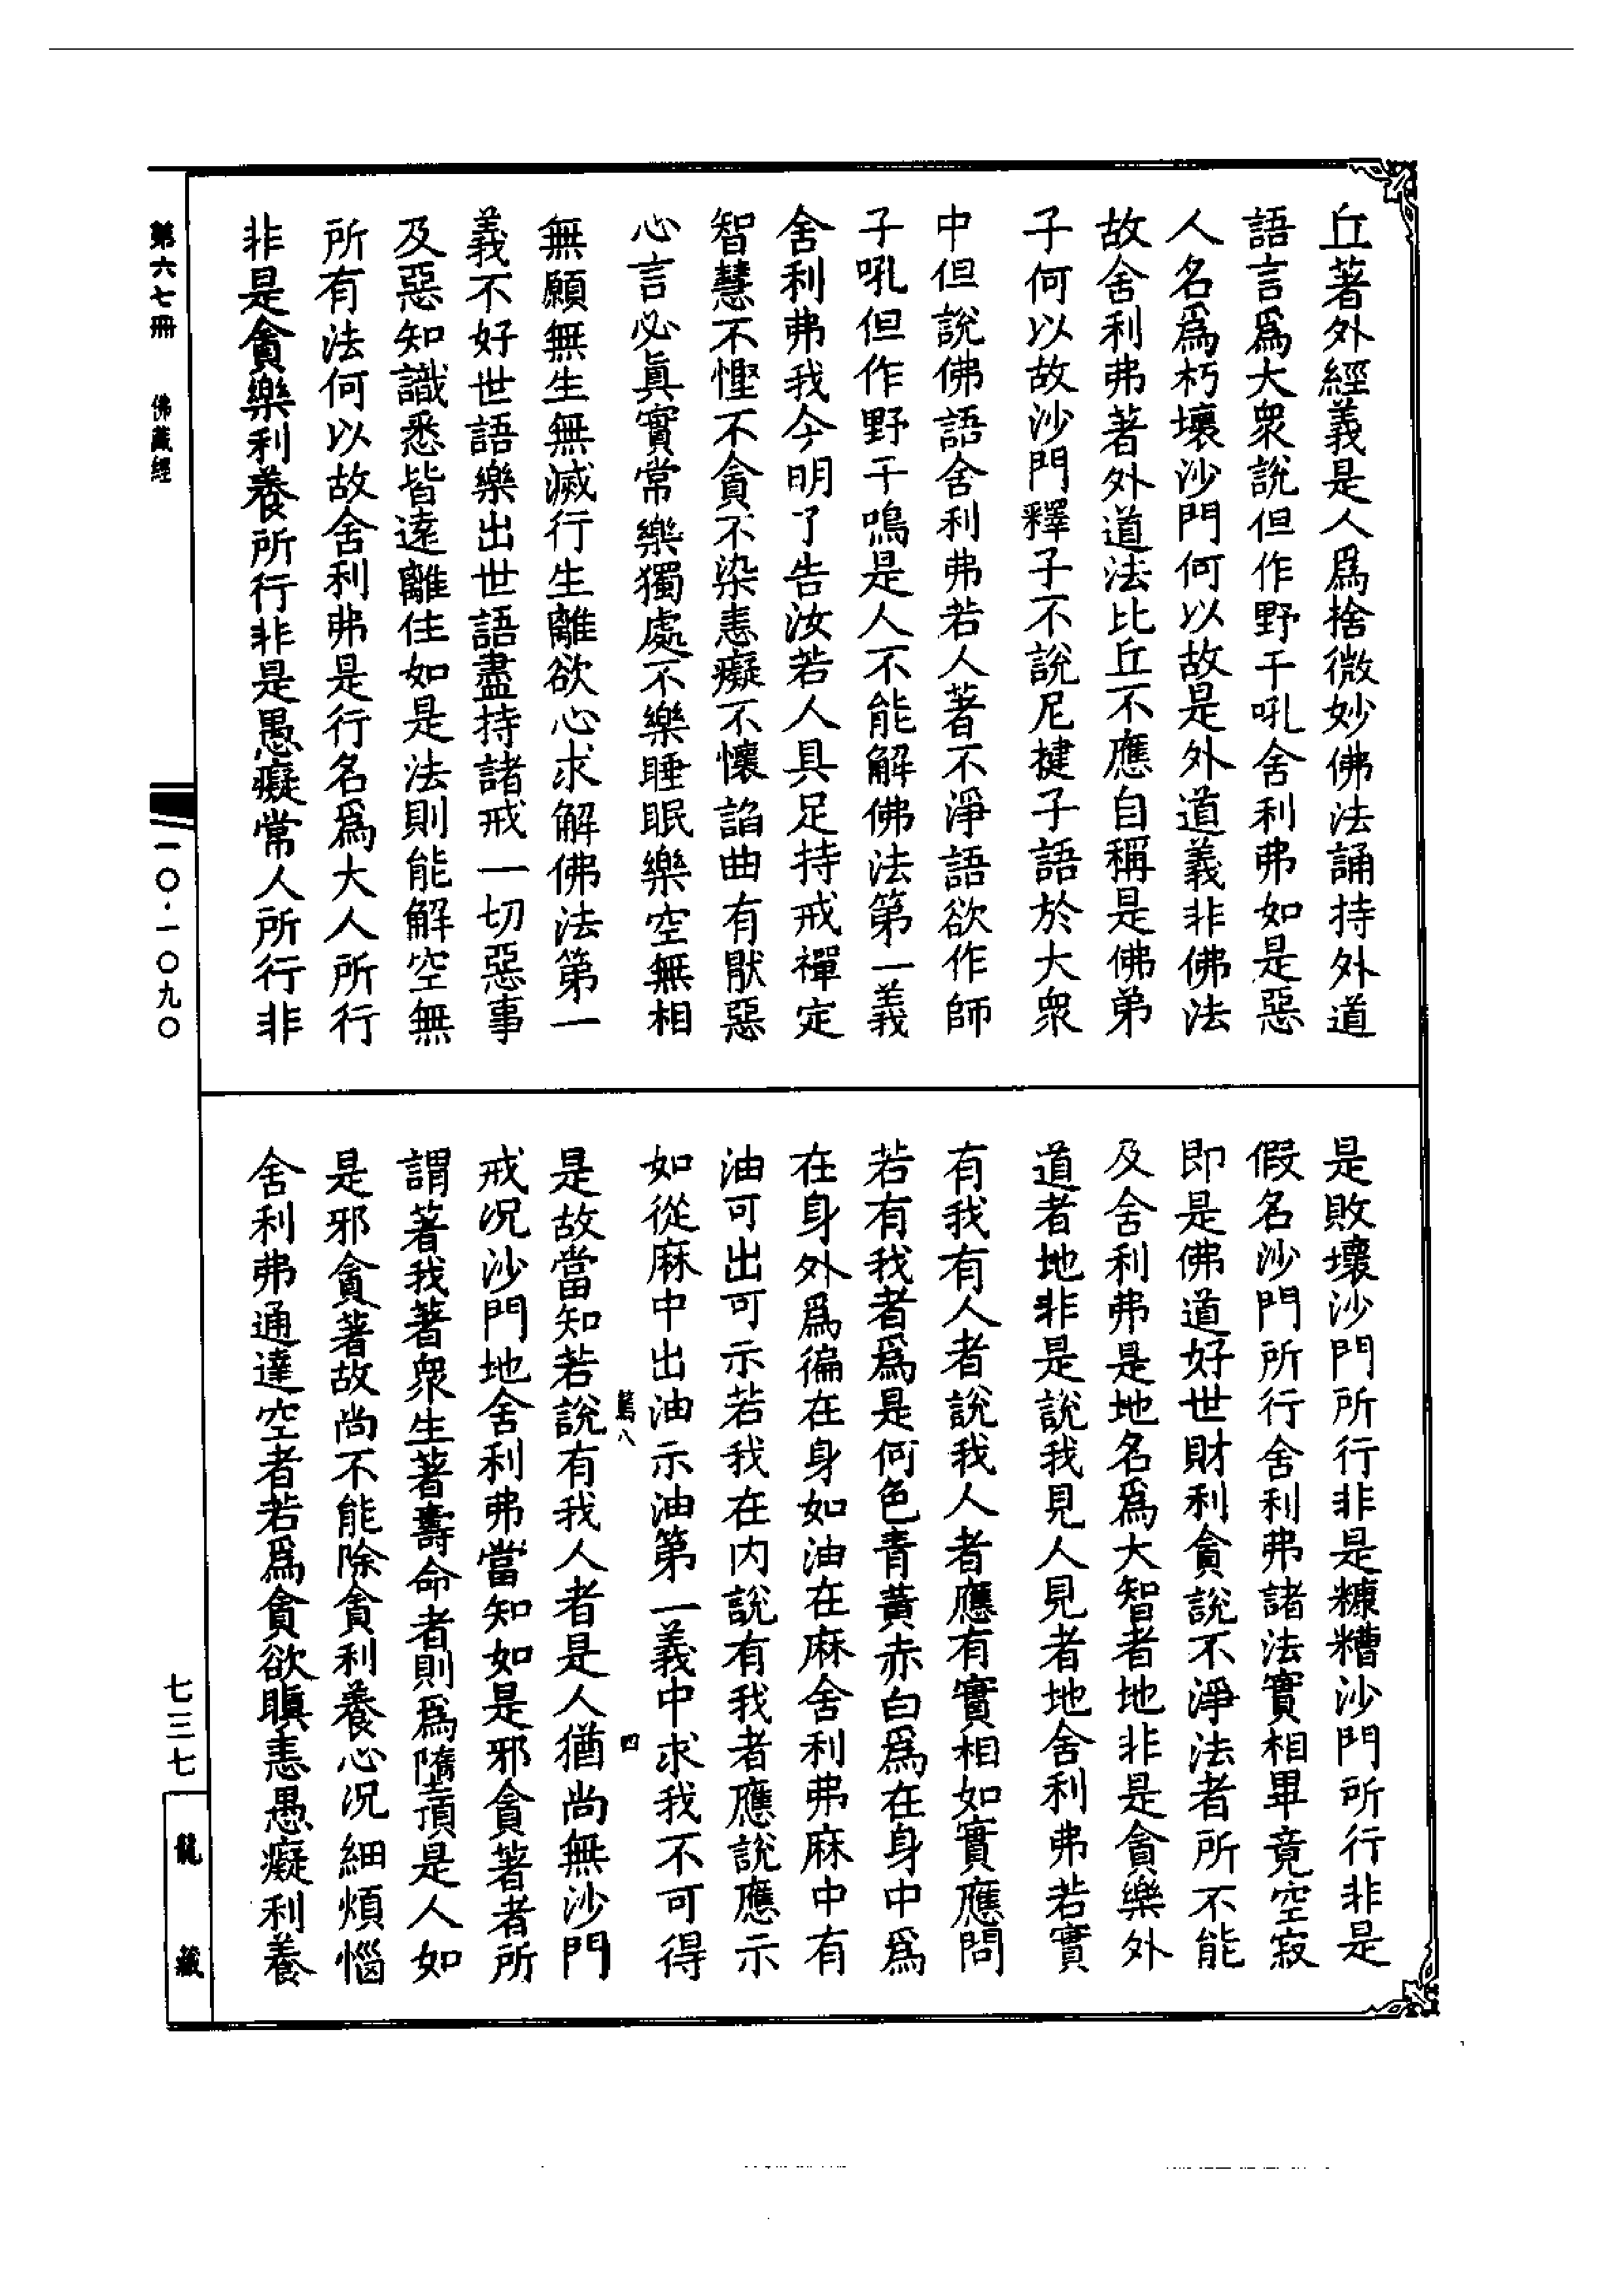 丘著外經義是人爲捨微妙佛法誦持外道
語言爲大衆說但作野干吼舍利弗如是惡
人名爲朽壞沙門何以故是外道義非佛法
故舍利弗著外道法比丘不應自稱是佛弟
子何以故沙門釋子不說尼揵子語於大衆
中但說佛語舍利弗若人著不淨語欲作師
子吼但作野干鳴是人不能解佛法第一義
舍利弗我今明了告汝若人具足持戒禪定
智慧不慳不貪不染恚癡不懷諂曲有猒惡
心言必眞實常樂獨處不樂睡眠樂空無相
無願無生無滅行生離欲心求解佛法第一
義不好世語樂出世語盡持諸戒一切惡事
及惡知識悉皆遠離住如是法則能解空無
所有法何以故舍利弗是行名爲大人所行
非是貪樂利養所行非是愚癡常人所行非
是敗壞沙門所行非是糠糟沙門所行非是
假名沙門所行舍利弗諸法實相畢竟空寂
即是佛道好世財利貪說不淨法者所不能
及舍利弗是地名爲大智者地非是貪樂外
道者地非是說我見人見者地舍利弗若實
有我有人者說我人者應有實相如實應問
若有我者爲是何色青黃赤白爲在身中爲
在身外爲徧在身如油在麻舍利弗麻中有
油可出可示若我在内說有我者應說應示
如從麻中出油示油第一義中求我不可得
是故當知若說有我人者是人猶尚無沙門
戒况沙門地舍利弗當知如是邪貪著者所
謂著我著衆生著壽命者則爲隋頂是人如
是邪貪著故尚不能除貪利養心况細煩惱
舍利弗通達空者若爲貪欲瞋恚愚癡利養
八
四
第六七冊 佛藏經
一〇·一〇九〇
七三七
龍藏